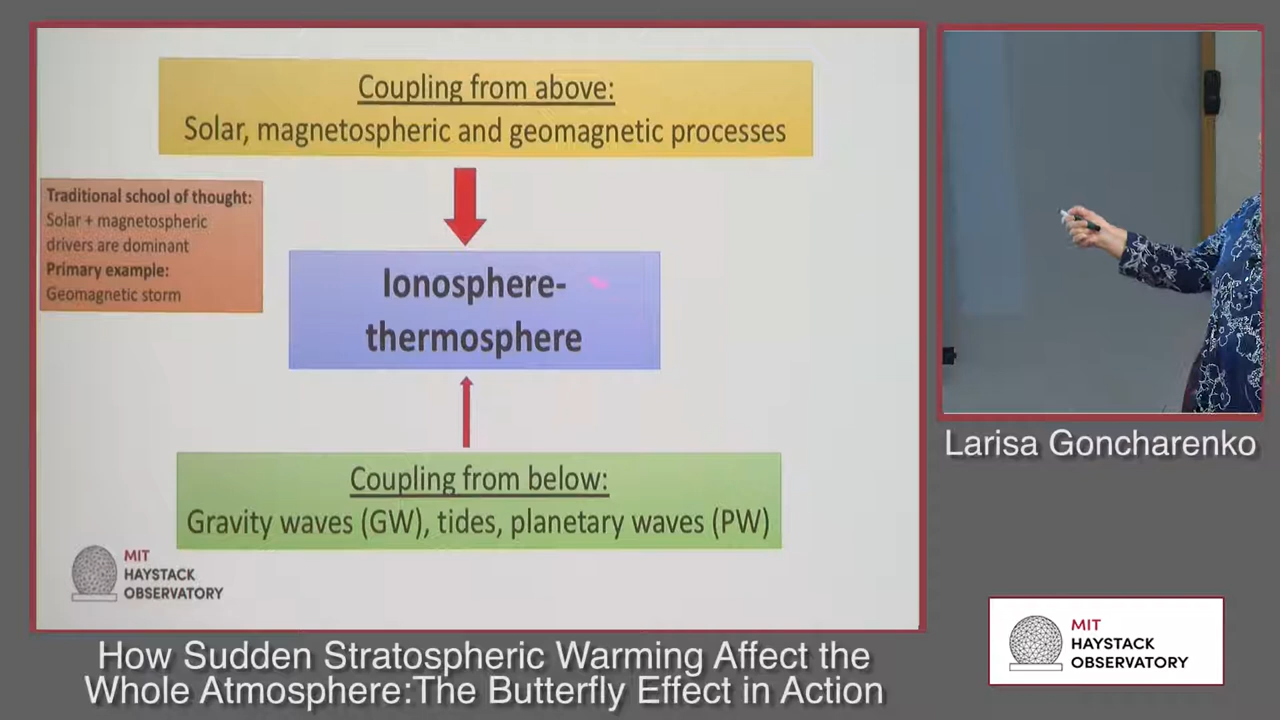 Coupling from above:
Solar, magnetospheric and geomagnetic processes
Traditional school of thought:
Solar + magnetospheric
drivers are dominant
Primary example:
Geomagnetic storm
Ionosphere-
thermosphere
Coupling from below:
Gravity waves (GW), tides, planetary waves (PW)
MIT
HAYSTACK
OBSERVATORY
Larisa Goncharenko
MIT
HAYSTACK
OBSERVATORY
How Sudden Stratospheric Warming Affect the
Whole Atmosphere:The Butterfly Effect in Action